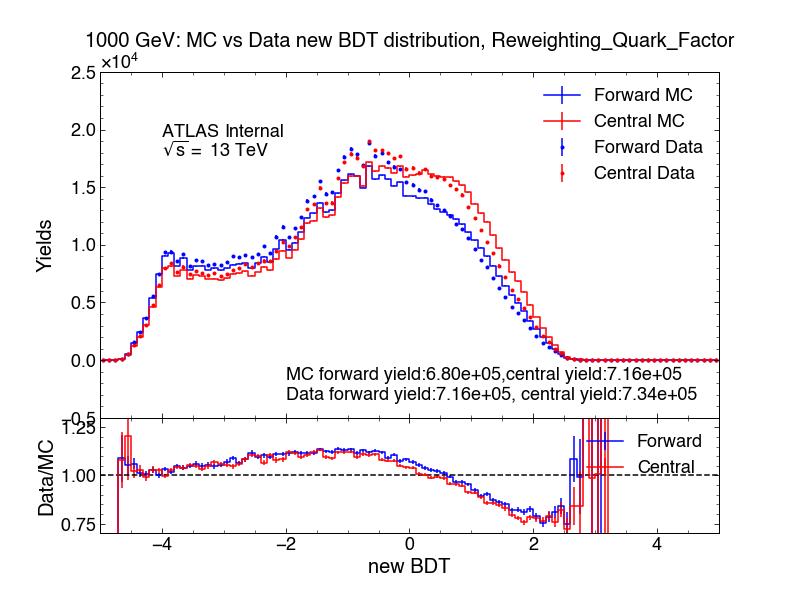 1000 GeV: MC vs Data new BDT distribution, Reweighting_Quark_Factor
×10⁴
2.5
2.0
1.5
1.0
0.5
0.0
−0.5
Yields
ATLAS Internal
√s = 13 TeV
Forward MC
Central MC
Forward Data
Central Data
MC forward yield:6.80e+05,central yield:7.16e+05
Data forward yield:7.16e+05, central yield:7.34e+05
1.25
1.00
0.75
Data/MC
Forward
Central
−4 −2 0 2 4
new BDT